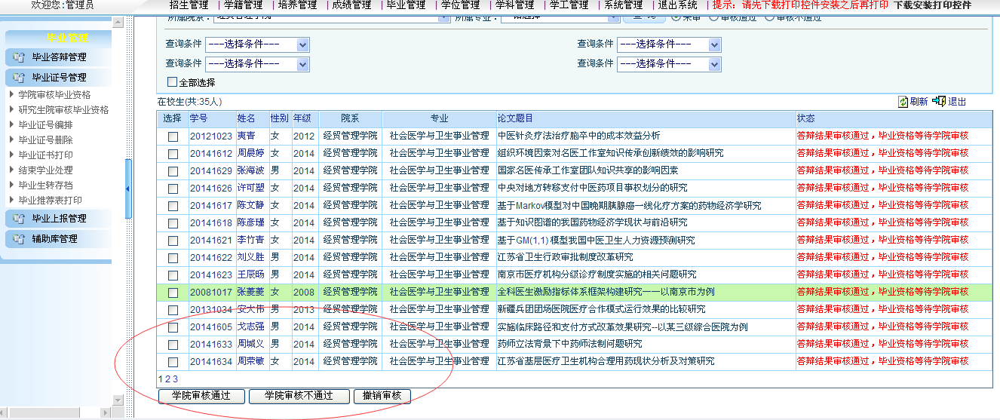 欢迎您:管理员
招生管理 | 学籍管理 | 培养管理 | 成绩管理 | 毕业管理 | 学位管理 | 学科管理 | 学工管理 | 系统管理 | 退出系统 | 提示：请先下载打印控件安装之后再打印 下载安装打印控件
毕业管理
毕业答辩管理
毕业证号管理
学院审核毕业资格
研究生院审核毕业资格
毕业证号编排
毕业证号删除
毕业证书打印
结束学业处理
毕业生转存档
毕业推荐表打印
毕业上报管理
辅助库管理
所属院系： 经贸管理学院 所属专业： 查 询 未审 审核通过 审核不通过
查询条件 ---选择条件--- 查询条件 ---选择条件---
查询条件 ---选择条件--- 查询条件 ---选择条件---
全部选择
在校生(共:35人) 刷新 退出
选择 学号 姓名 性别 年级 院系 专业 论文题目 状态
20121023 夷春 女 2012 经贸管理学院 社会医学与卫生事业管理 中医针灸疗法治疗脑卒中的成本效益分析 答辩结果审核通过，毕业资格等待学院审核
20141612 周晨婷 女 2014 经贸管理学院 社会医学与卫生事业管理 组织环境因素对名医工作室知识传承创新绩效的影响研究 答辩结果审核通过，毕业资格等待学院审核
20141629 张海波 男 2014 经贸管理学院 社会医学与卫生事业管理 国家名医传承工作室团队知识共享的影响因素 答辩结果审核通过，毕业资格等待学院审核
20141626 许可塑 女 2014 经贸管理学院 社会医学与卫生事业管理 中央对地方转移支付中医药项目事权划分的研究 答辩结果审核通过，毕业资格等待学院审核
20141617 陈文静 女 2014 经贸管理学院 社会医学与卫生事业管理 基于Markov模型对中国晚期胰腺癌一线化疗方案的药物经济学研究 答辩结果审核通过，毕业资格等待学院审核
20141618 陈彦瑾 女 2014 经贸管理学院 社会医学与卫生事业管理 基于知识图谱的我国药物经济学现状与前沿研究 答辩结果审核通过，毕业资格等待学院审核
20141621 李竹青 女 2014 经贸管理学院 社会医学与卫生事业管理 基于GM(1,1) 模型我国中医卫生人力资源预测研究 答辩结果审核通过，毕业资格等待学院审核
20141622 刘义胜 男 2014 经贸管理学院 社会医学与卫生事业管理 江苏省卫生行政审批制度改革研究 答辩结果审核通过，毕业资格等待学院审核
20141623 王辰旸 男 2014 经贸管理学院 社会医学与卫生事业管理 南京市医疗机构分级诊疗制度实施的相关问题研究 答辩结果审核通过，毕业资格等待学院审核
20081017 张菱菱 女 2008 经贸管理学院 社会医学与卫生事业管理 全科医生激励指标体系框架构建研究——以南京市为例 答辩结果审核通过，毕业资格等待学院审核
20131034 安大伟 男 2013 经贸管理学院 社会医学与卫生事业管理 新疆兵团团场医院医疗合作模式运行效果的比较研究 答辩结果审核通过，毕业资格等待学院审核
20141605 戈志强 男 2014 经贸管理学院 社会医学与卫生事业管理 实施临床路径和支付方式改革效果研究--以某三级综合医院为例 答辩结果审核通过，毕业资格等待学院审核
20141633 周城义 男 2014 经贸管理学院 社会医学与卫生事业管理 药师立法背景下中药师法制问题研究 答辩结果审核通过，毕业资格等待学院审核
20141634 周荣敏 女 2014 经贸管理学院 社会医学与卫生事业管理 江苏省基层医疗卫生机构合理用药现状分析及对策研究 答辩结果审核通过，毕业资格等待学院审核
1 2 3
学院审核通过 学院审核不通过 撤销审核